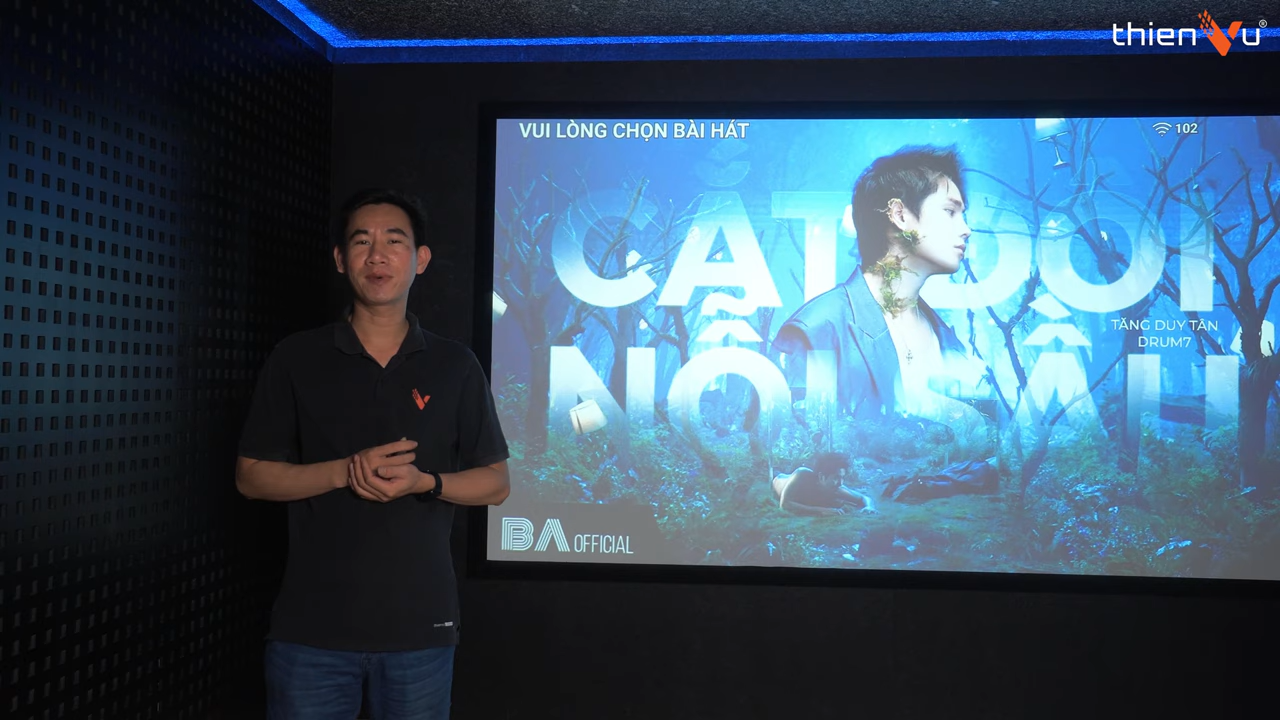 thienVu®
VUI LÒNG CHỌN BÀI HÁT
102
CẮT ĐÔI
NỖI SẦU
TĂNG DUY TÂN
DRUM7
BA OFFICIAL